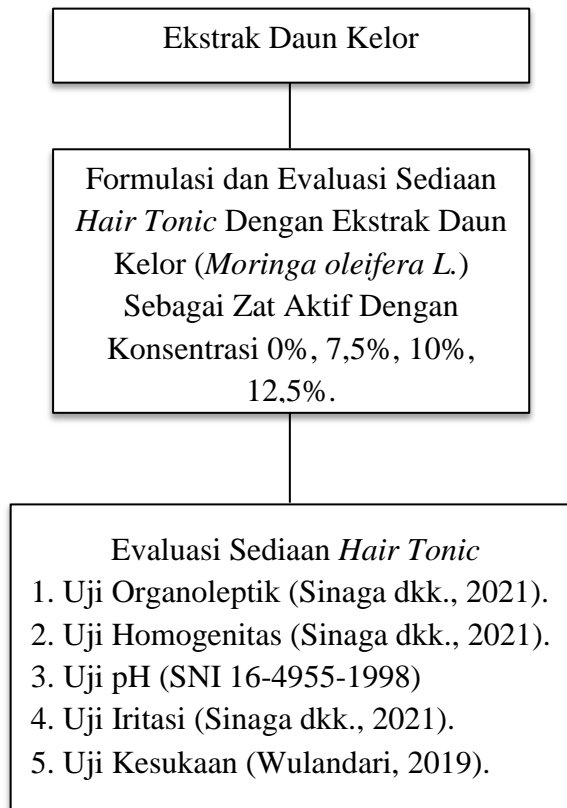 Ekstrak Daun Kelor
Formulasi dan Evaluasi Sediaan
Hair Tonic Dengan Ekstrak Daun
Kelor (Moringa oleifera L.)
Sebagai Zat Aktif Dengan
Konsentrasi 0%, 7,5%, 10%,
12,5%.
Evaluasi Sediaan Hair Tonic
1. Uji Organoleptik (Sinaga dkk., 2021).
2. Uji Homogenitas (Sinaga dkk., 2021).
3. Uji pH (SNI 16-4955-1998)
4. Uji Iritasi (Sinaga dkk., 2021).
5. Uji Kesukaan (Wulandari, 2019).